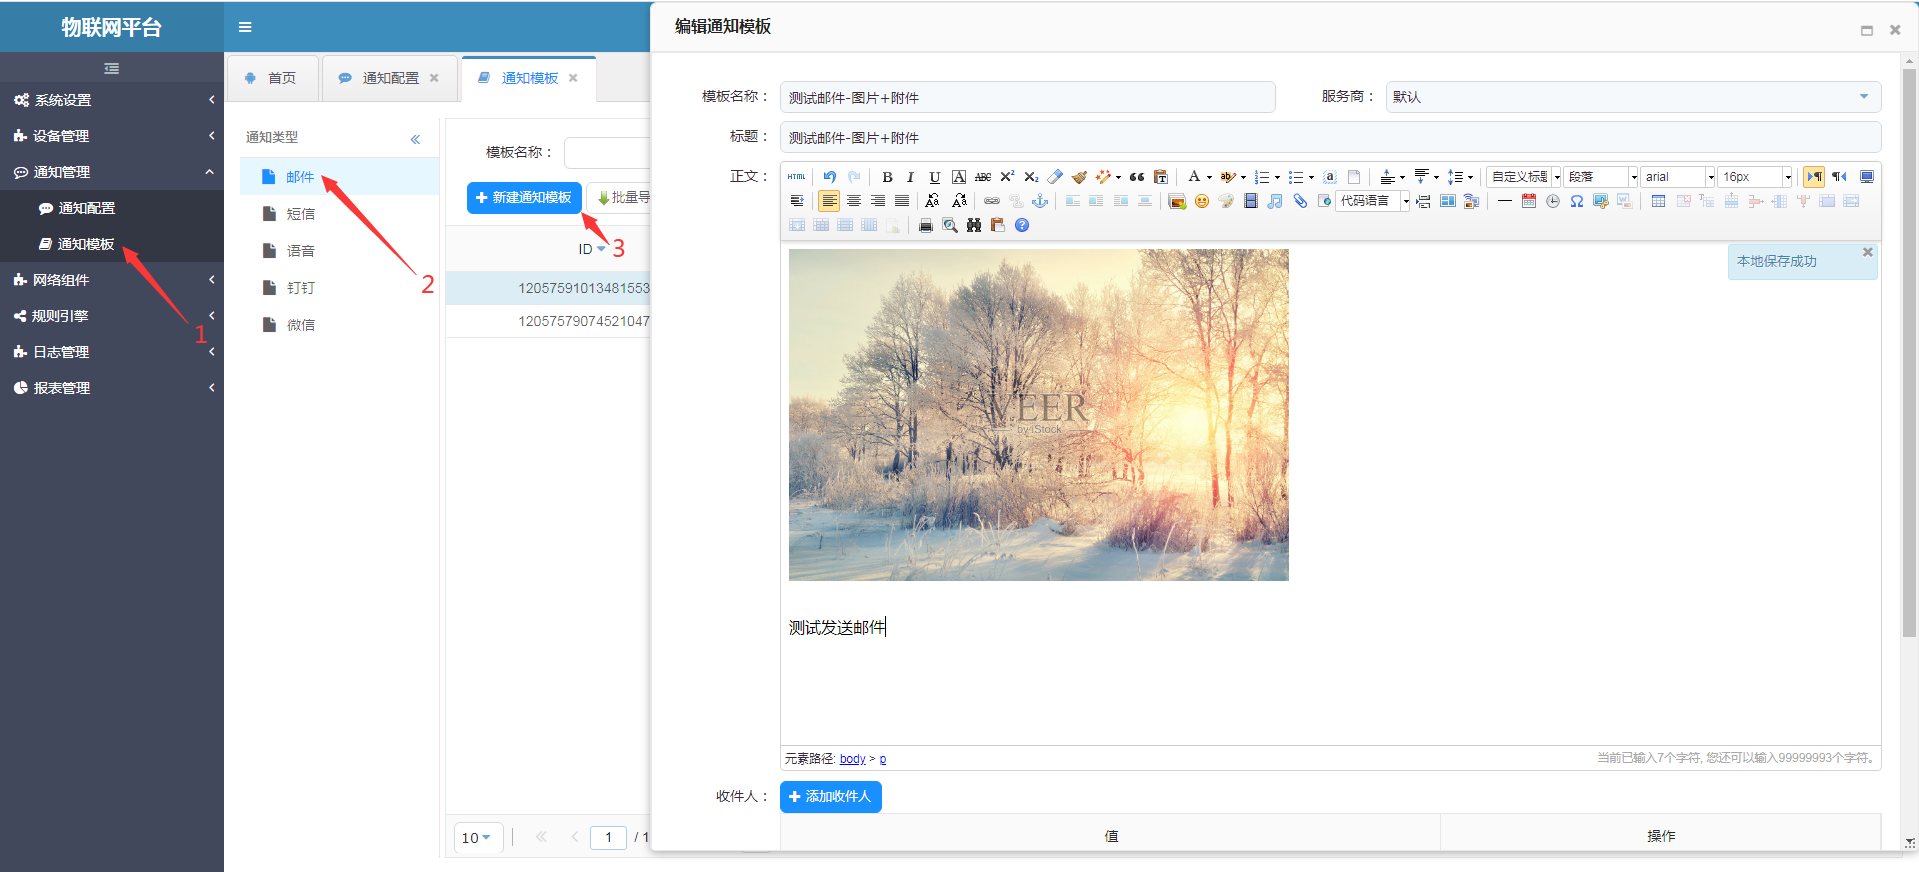 物联网平台
系统设置
设备管理
通知管理
通知配置
通知模板
网络组件
规则引擎
日志管理
报表管理
1
首页
通知配置
通知模板
通知类型
邮件
短信
语音
钉钉
微信
2
模板名称：
新建通知模板
批量导
3
ID
12057591013481553
12057579074521047
10
1
/ 1
编辑通知模板
模板名称：
测试邮件-图片+附件
服务商：
默认
标题：
测试邮件-图片+附件
正文：
HTML
B I U A ABC
自定义标题
段落
arial
16px
代码语言
本地保存成功
VEER
by iStock
测试发送邮件
元素路径: body > p
当前已输入7个字符, 您还可以输入99999993个字符。
收件人：
添加收件人
值
操作